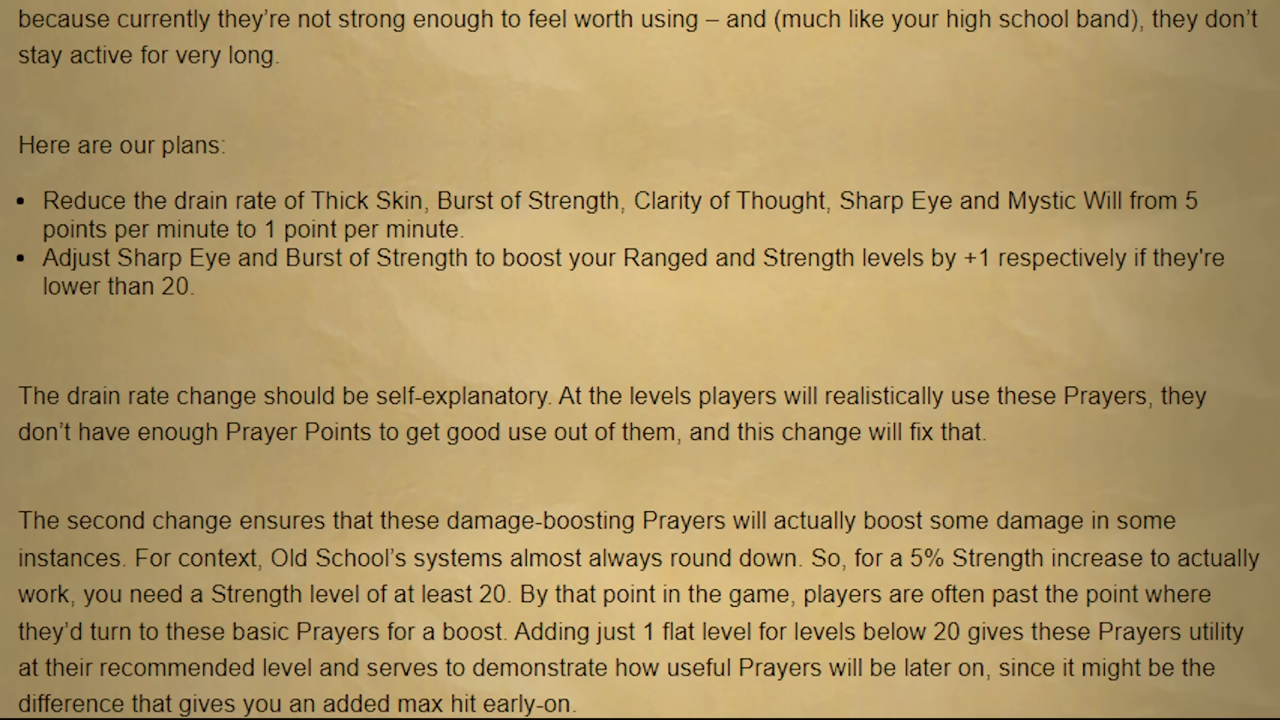 because currently they’re not strong enough to feel worth using – and (much like your high school band), they don’t
stay active for very long.
Here are our plans:
• Reduce the drain rate of Thick Skin, Burst of Strength, Clarity of Thought, Sharp Eye and Mystic Will from 5
points per minute to 1 point per minute.
• Adjust Sharp Eye and Burst of Strength to boost your Ranged and Strength levels by +1 respectively if they're
lower than 20.
The drain rate change should be self-explanatory. At the levels players will realistically use these Prayers, they
don’t have enough Prayer Points to get good use out of them, and this change will fix that.
The second change ensures that these damage-boosting Prayers will actually boost some damage in some
instances. For context, Old School’s systems almost always round down. So, for a 5% Strength increase to actually
work, you need a Strength level of at least 20. By that point in the game, players are often past the point where
they’d turn to these basic Prayers for a boost. Adding just 1 flat level for levels below 20 gives these Prayers utility
at their recommended level and serves to demonstrate how useful Prayers will be later on, since it might be the
difference that gives you an added max hit early-on.